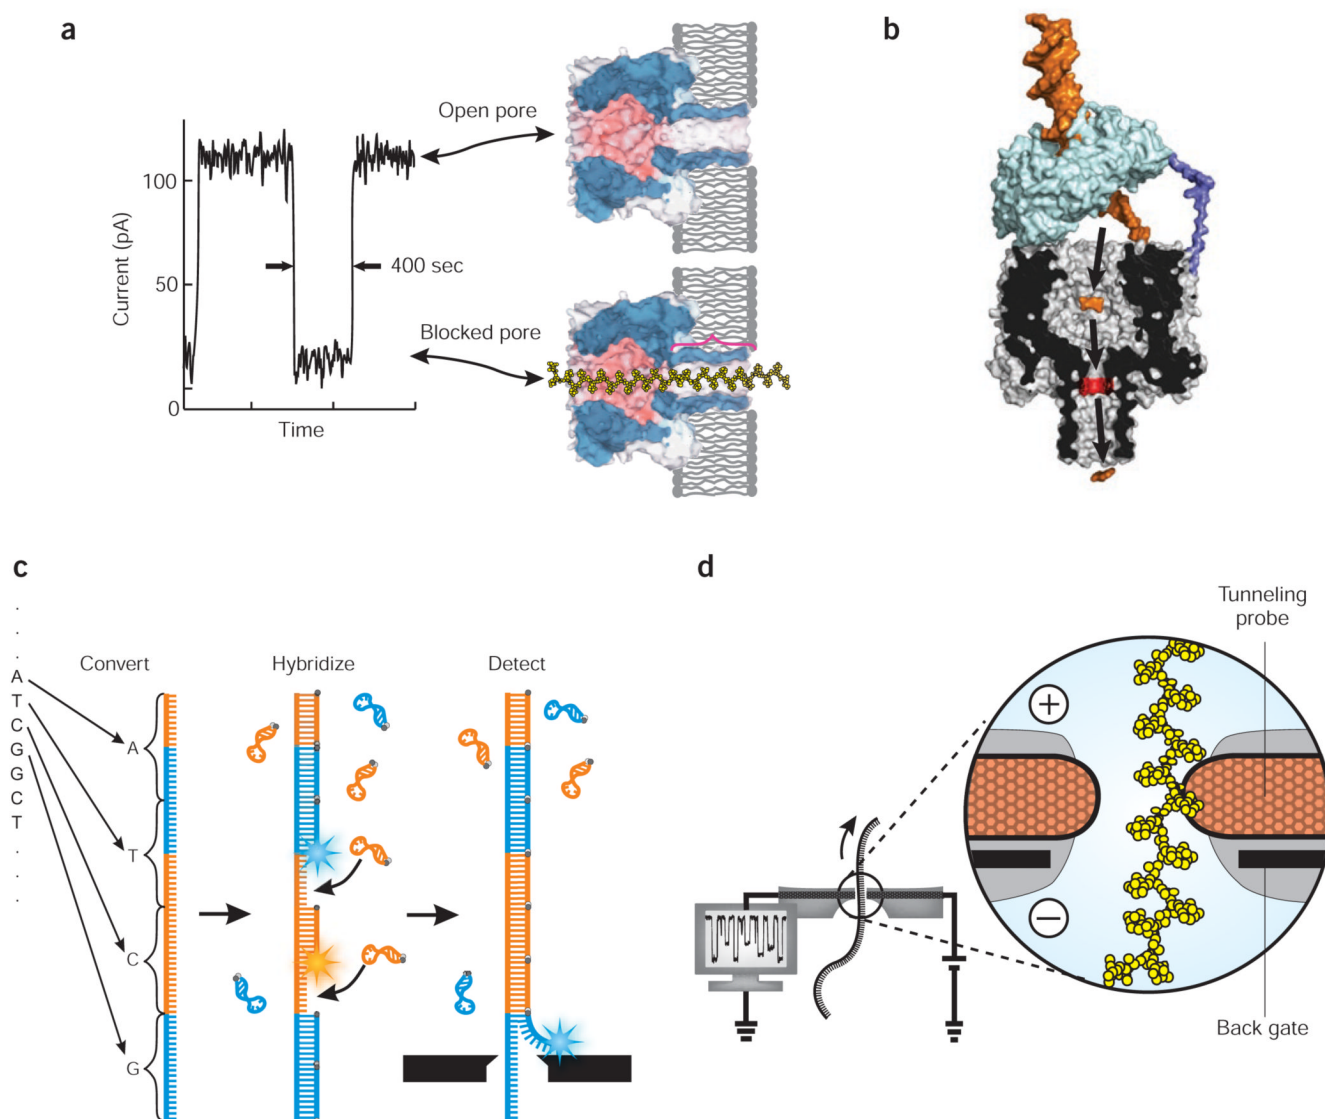 a
Open pore
100
400 sec
50
Current (pA)
Blocked pore
0
Time
b
c
.
.
.
A
T
C
G
G
C
T
.
.
.
Convert
Hybridize
Detect
A
T
C
G
d
Tunneling
probe
+
−
Back gate